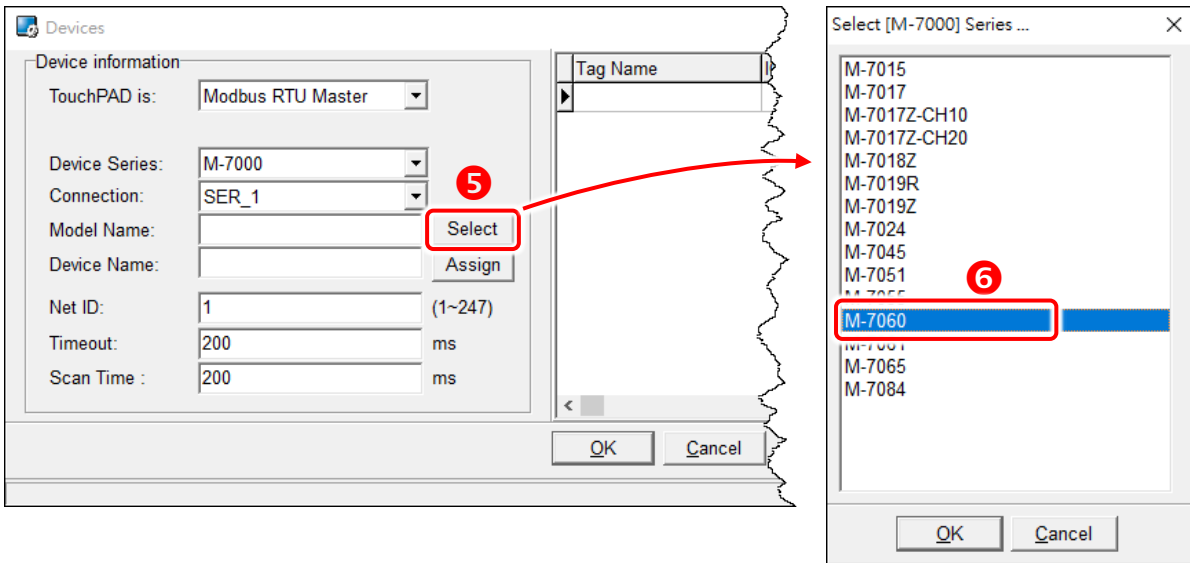 Devices
Device information
TouchPAD is: Modbus RTU Master
Device Series: M-7000
Connection: SER_1
Model Name: Select
Device Name: Assign
Net ID: 1 (1~247)
Timeout: 200 ms
Scan Time : 200 ms
Tag Name
OK Cancel
5
Select [M-7000] Series ...
M-7015
M-7017
M-7017Z-CH10
M-7017Z-CH20
M-7018Z
M-7019R
M-7019Z
M-7024
M-7045
M-7051
6
M-7060
M-7065
M-7084
OK Cancel